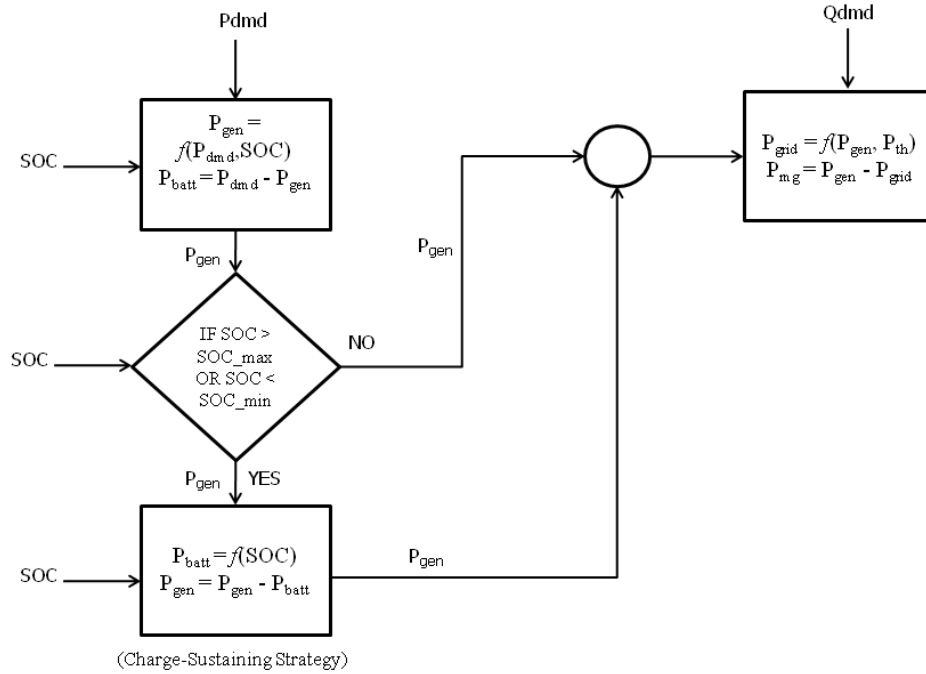 Pdmd
Qdmd
P_gen =
f(P_dmd,SOC)
P_batt = P_dmd - P_gen
SOC
P_grid = f(P_gen, P_th)
P_mg = P_gen - P_grid
P_gen
P_gen
IF SOC >
SOC_max
OR SOC <
SOC_min
NO
SOC
P_gen
YES
P_batt = f(SOC)
P_gen = P_gen - P_batt
P_gen
SOC
(Charge-Sustaining Strategy)